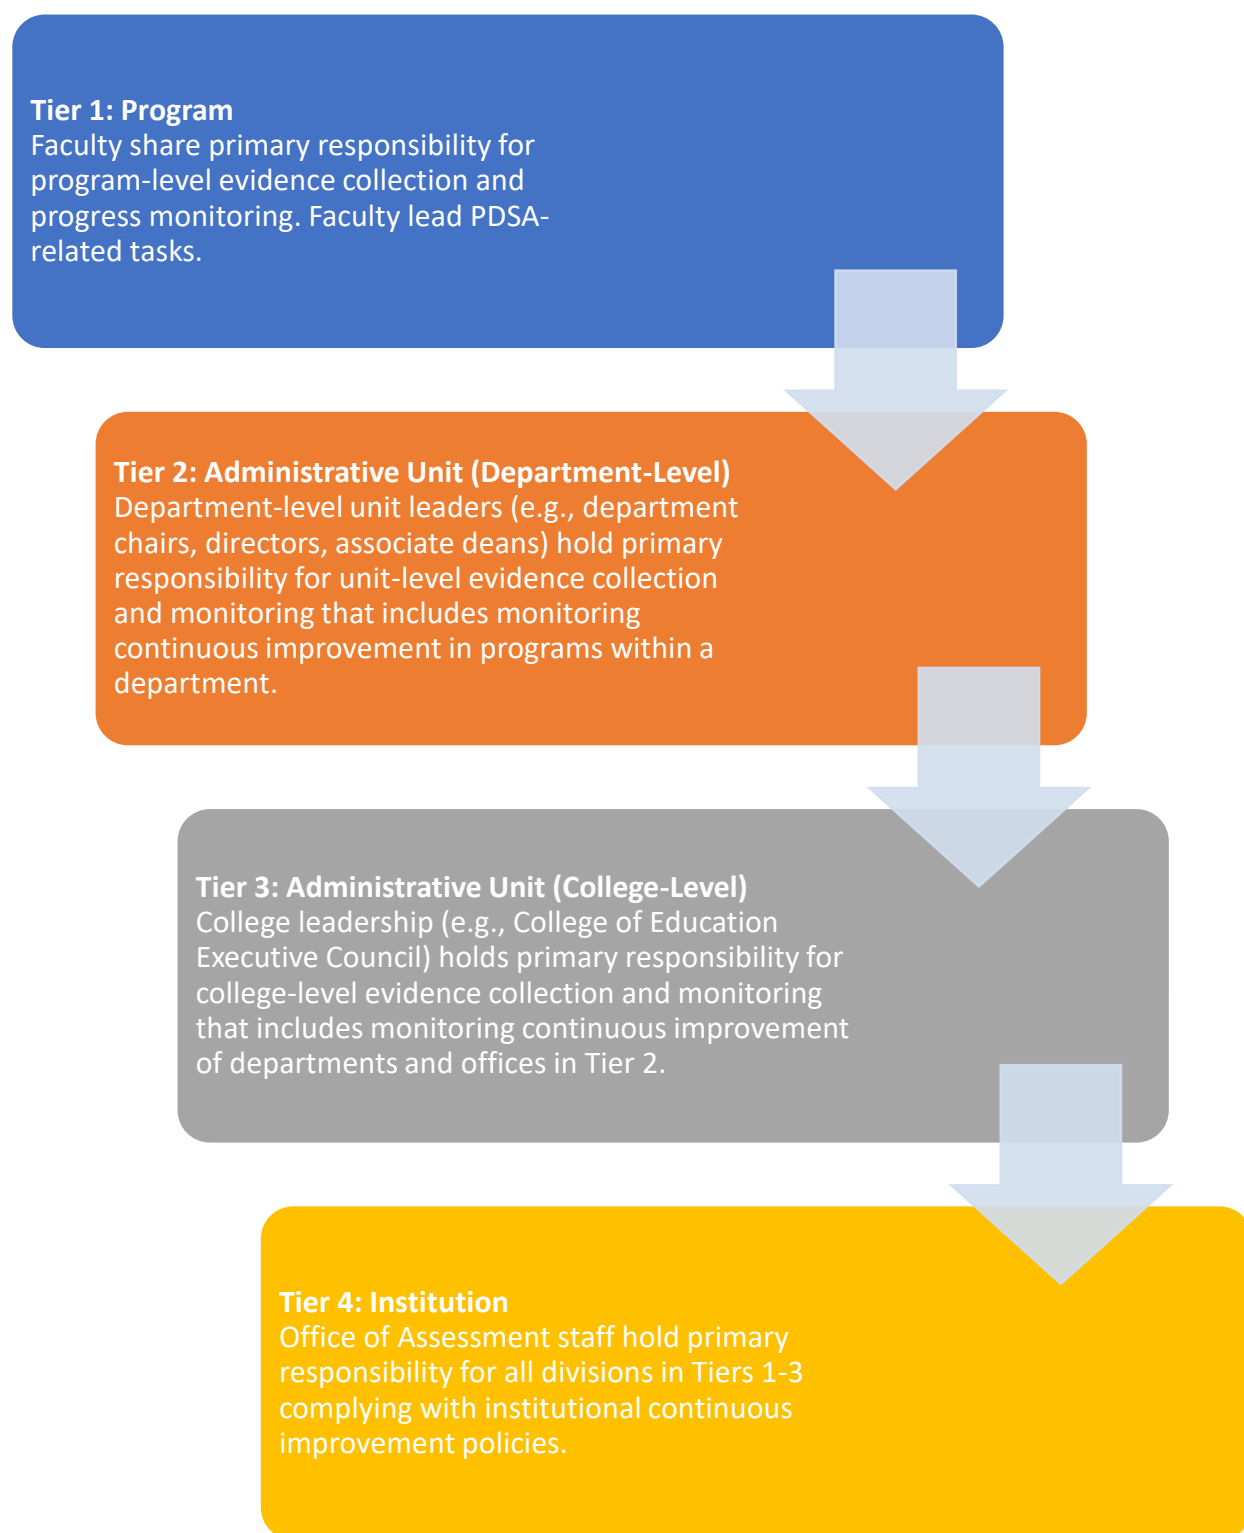 Tier 1: Program
Faculty share primary responsibility for
program-level evidence collection and
progress monitoring. Faculty lead PDSA-
related tasks.
Tier 2: Administrative Unit (Department-Level)
Department-level unit leaders (e.g., department
chairs, directors, associate deans) hold primary
responsibility for unit-level evidence collection
and monitoring that includes monitoring
continuous improvement in programs within a
department.
Tier 3: Administrative Unit (College-Level)
College leadership (e.g., College of Education
Executive Council) holds primary responsibility for
college-level evidence collection and monitoring
that includes monitoring continuous improvement
of departments and offices in Tier 2.
Tier 4: Institution
Office of Assessment staff hold primary
responsibility for all divisions in Tiers 1-3
complying with institutional continuous
improvement policies.